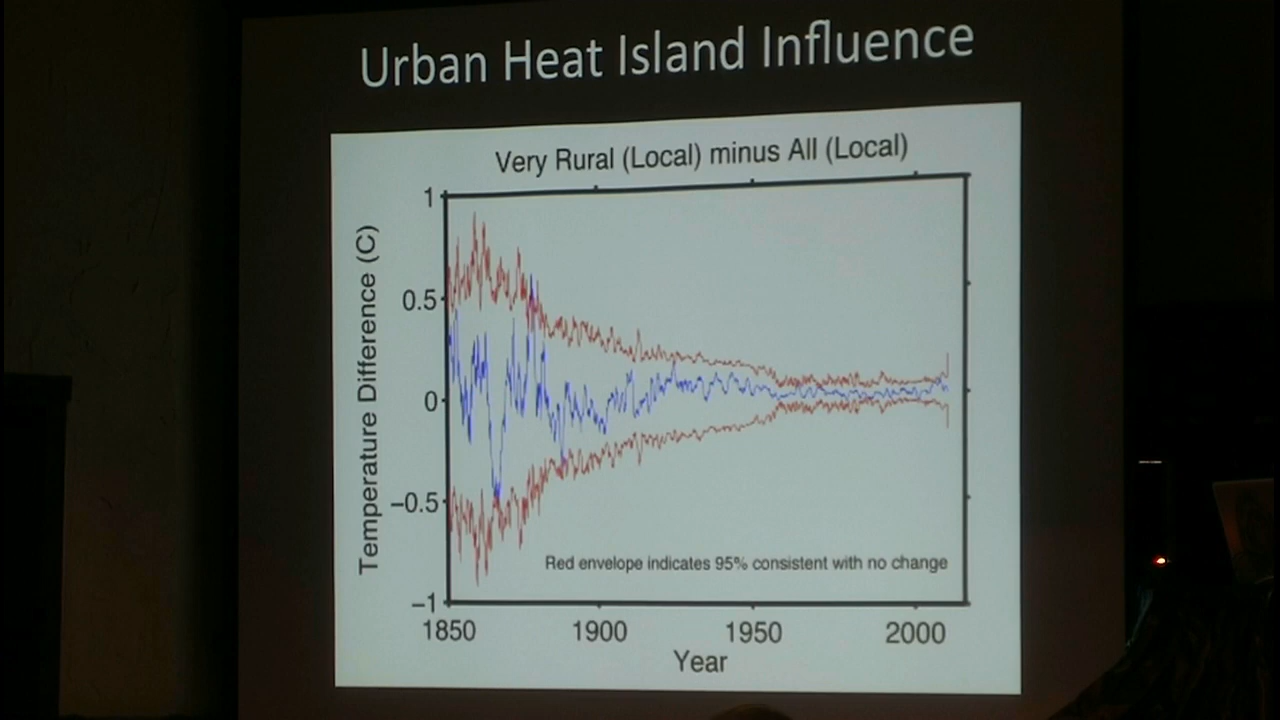 Urban Heat Island Influence
Very Rural (Local) minus All (Local)
Temperature Difference (C)
1
0.5
0
−0.5
−1
Red envelope indicates 95% consistent with no change
1850 1900 1950 2000
Year